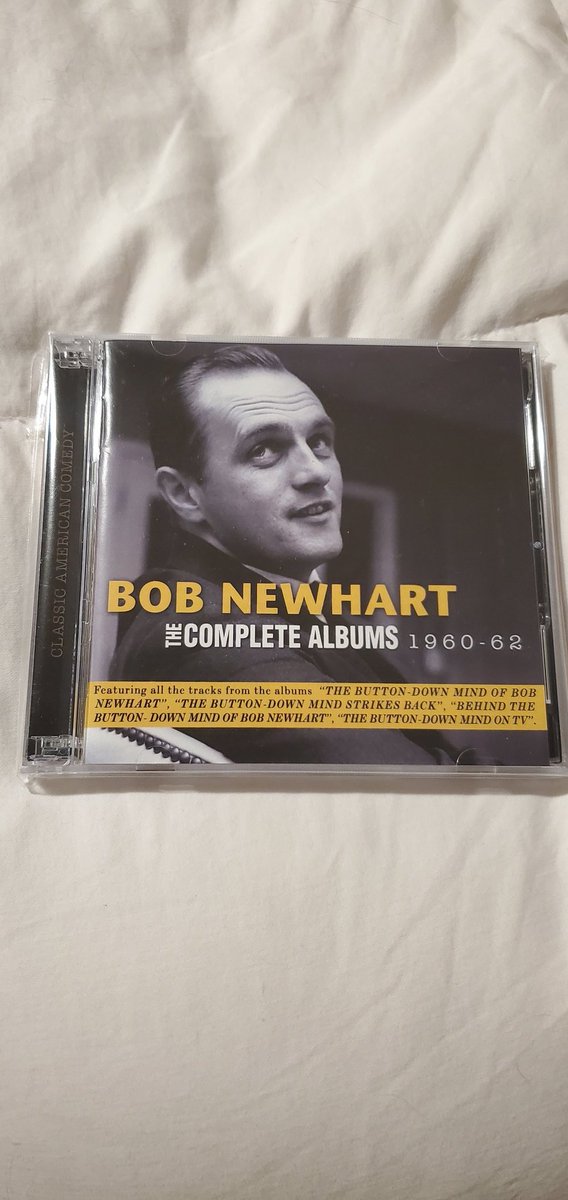 CLASSIC AMERICAN COMEDY
BOB NEWHART
THE COMPLETE ALBUMS 1960-62
Featuring all the tracks from the albums "THE BUTTON-DOWN MIND OF BOB
NEWHART", "THE BUTTON-DOWN MIND STRIKES BACK", "BEHIND THE
BUTTON- DOWN MIND OF BOB NEWHART", "THE BUTTON-DOWN MIND ON TV".